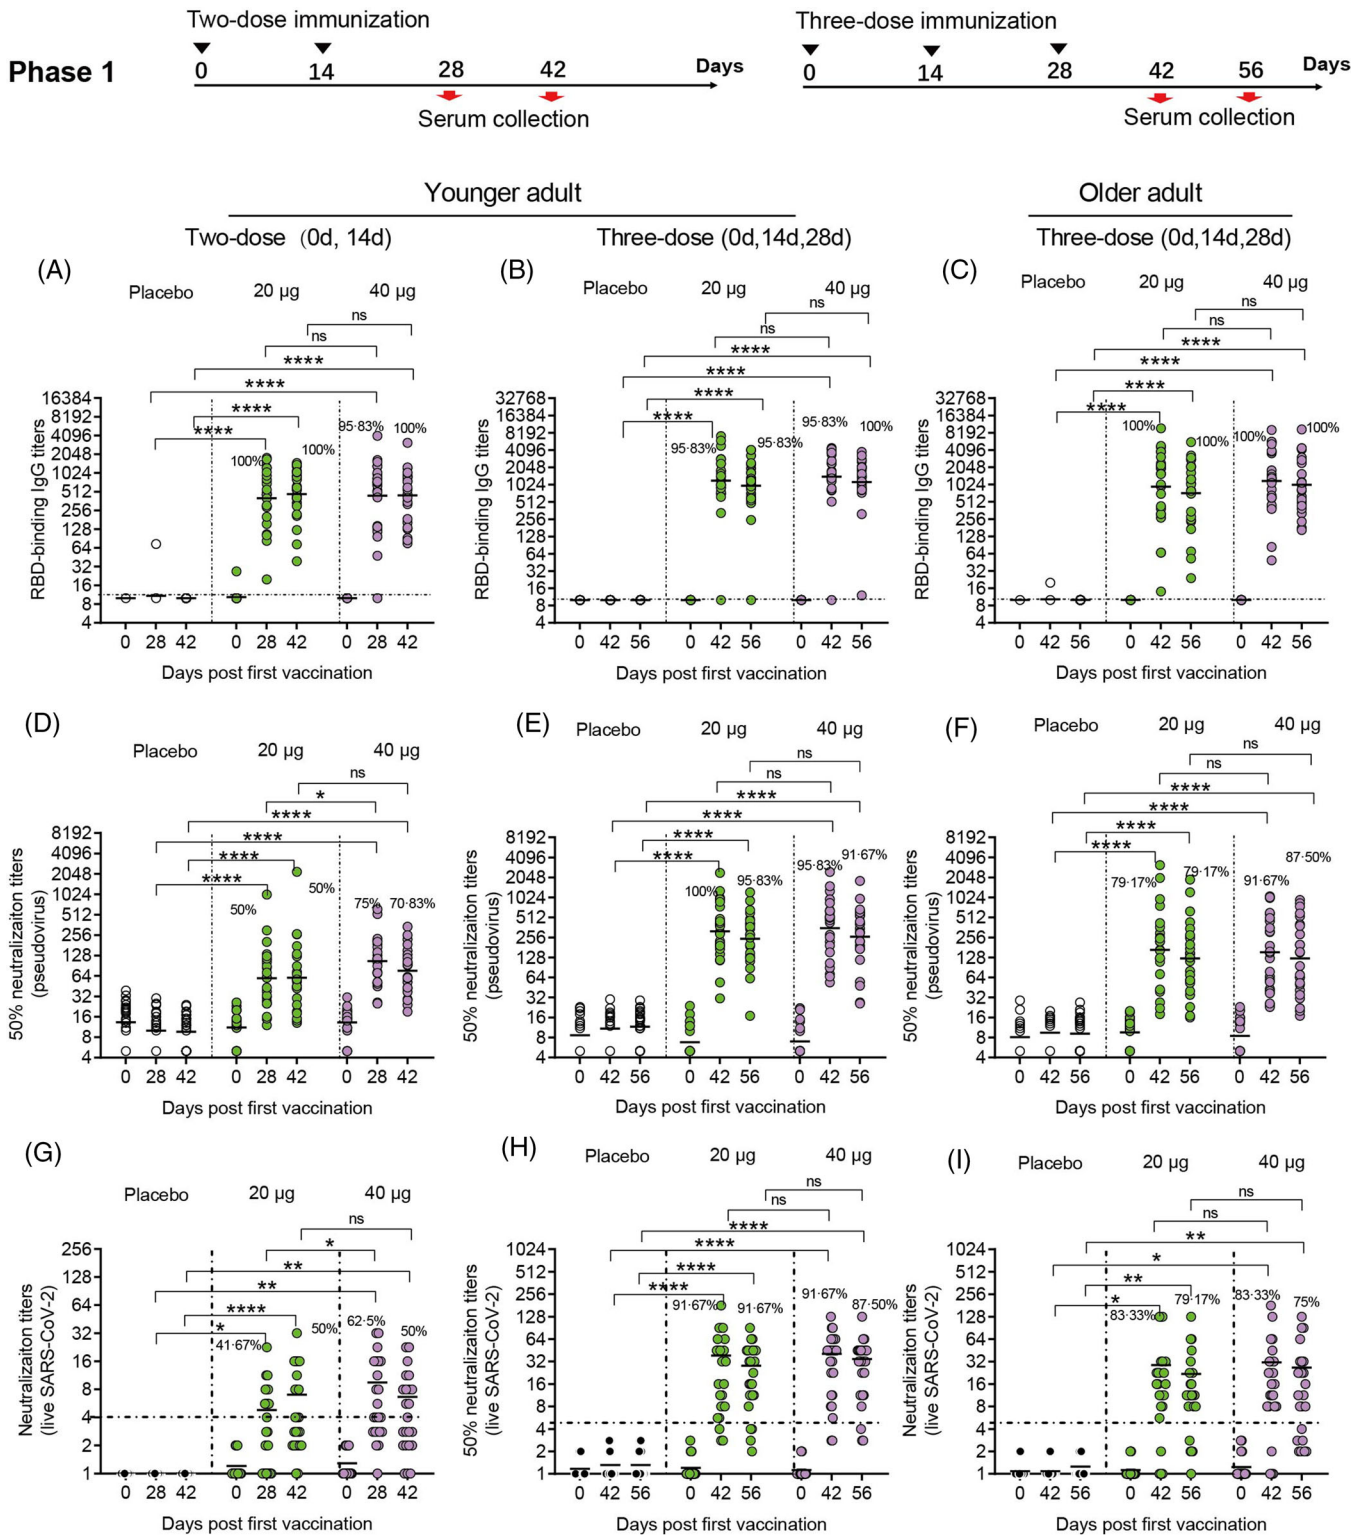 Two-dose immunization
Three-dose immunization
Phase 1
0 14 28 42 Days
0 14 28 42 56 Days
Serum collection
Serum collection
Younger adult
Older adult
Two-dose (0d, 14d)
Three-dose (0d,14d,28d)
Three-dose (0d,14d,28d)
(A)
Placebo 20 µg 40 µg
ns
ns
****
****
****
****
100% 100% 95·83% 100%
RBD-binding IgG titers
16384
8192
4096
2048
1024
512
256
128
64
32
16
8
4
0 28 42 0 28 42 0 28 42
Days post first vaccination
(B)
Placebo 20 µg 40 µg
ns
ns
****
****
****
****
95·83% 95·83% 95·83% 100%
RBD-binding IgG titers
32768
16384
8192
4096
2048
1024
512
256
128
64
32
16
8
4
0 42 56 0 42 56 0 42 56
Days post first vaccination
(C)
Placebo 20 µg 40 µg
ns
ns
****
****
****
****
100% 100% 100% 100%
RBD-binding IgG titers
32768
16384
8192
4096
2048
1024
512
256
128
64
32
16
8
4
0 42 56 0 42 56 0 42 56
Days post first vaccination
(D)
Placebo 20 µg 40 µg
ns
*
****
****
****
****
50% 50% 75% 70·83%
50% neutralizaiton titers
(pseudovirus)
8192
4096
2048
1024
512
256
128
64
32
16
8
4
0 28 42 0 28 42 0 28 42
Days post first vaccination
(E)
Placebo 20 µg 40 µg
ns
ns
****
****
****
****
100% 95·83% 95·83% 91·67%
50% neutralizaiton titers
(pseudovirus)
8192
4096
2048
1024
512
256
128
64
32
16
8
4
0 42 56 0 42 56 0 42 56
Days post first vaccination
(F)
Placebo 20 µg 40 µg
ns
ns
****
****
****
****
79·17% 79·17% 91·67% 87·50%
50% neutralizaiton titers
(pseudovirus)
8192
4096
2048
1024
512
256
128
64
32
16
8
4
0 42 56 0 42 56 0 42 56
Days post first vaccination
(G)
Placebo 20 µg 40 µg
ns
*
**
**
****
*
41·67% 50% 62·5% 50%
Neutralizaiton titers
(live SARS-CoV-2)
256
128
64
32
16
8
4
2
1
0 28 42 0 28 42 0 28 42
Days post first vaccination
(H)
Placebo 20 µg 40 µg
ns
ns
****
****
****
****
91·67% 91·67% 91·67% 87·50%
50% neutralizaiton titers
(live SARS-CoV-2)
1024
512
256
128
64
32
16
8
4
2
1
0 42 56 0 42 56 0 42 56
Days post first vaccination
(I)
Placebo 20 µg 40 µg
ns
ns
**
*
**
*
83·33% 79·17% 83·33% 75%
Neutralizaiton titers
(live SARS-CoV-2)
1024
512
256
128
64
32
16
8
4
2
1
0 42 56 0 42 56 0 42 56
Days post first vaccination